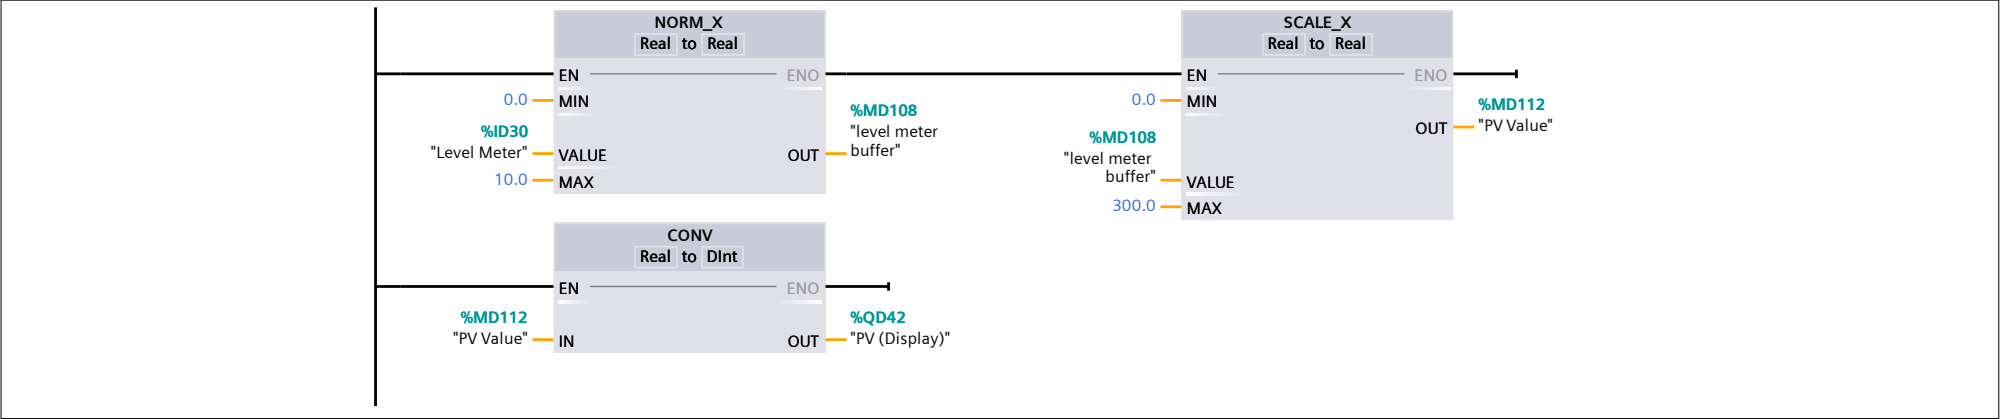 NORM_X
Real to Real
EN
ENO
0.0
MIN
%ID30
"Level Meter"
VALUE
10.0
MAX
%MD108
"level meter
buffer"
OUT
SCALE_X
Real to Real
EN
ENO
0.0
MIN
%MD108
"level meter
buffer"
VALUE
300.0
MAX
%MD112
"PV Value"
OUT
CONV
Real to DInt
EN
ENO
%MD112
"PV Value"
IN
%QD42
"PV (Display)"
OUT